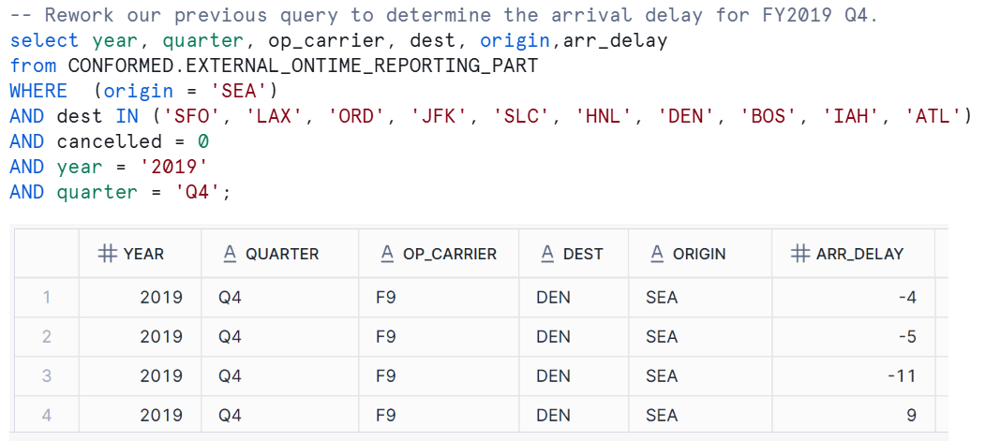 -- Rework our previous query to determine the arrival delay for FY2019 Q4.
select year, quarter, op_carrier, dest, origin,arr_delay
from CONFORMED.EXTERNAL_ONTIME_REPORTING_PART
WHERE  (origin = 'SEA')
AND dest IN ('SFO', 'LAX', 'ORD', 'JFK', 'SLC', 'HNL', 'DEN', 'BOS', 'IAH', 'ATL')
AND cancelled = 0
AND year = '2019'
AND quarter = 'Q4';
# YEAR A QUARTER A OP_CARRIER A DEST A ORIGIN # ARR_DELAY
1 2019 Q4 F9 DEN SEA -4
2 2019 Q4 F9 DEN SEA -5
3 2019 Q4 F9 DEN SEA -11
4 2019 Q4 F9 DEN SEA 9